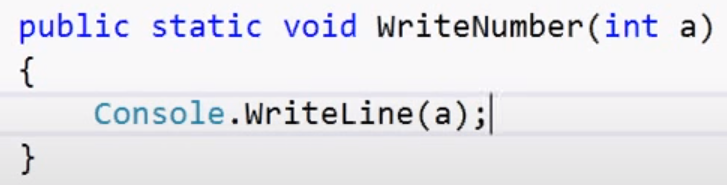 public static void WriteNumber(int a)
{
    Console.WriteLine(a);
}